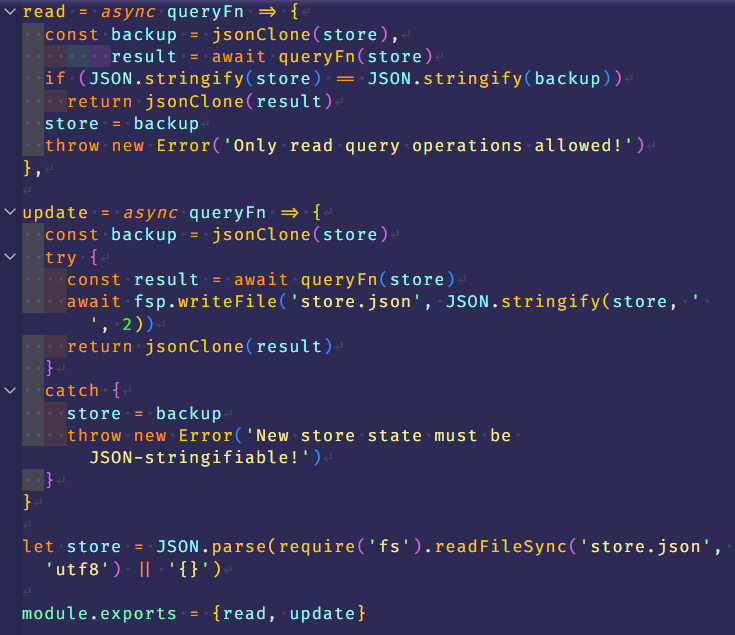 read = async queryFn => {
const backup = jsonClone(store),
result = await queryFn(store)
if (JSON.stringify(store) == JSON.stringify(backup))
return jsonClone(result)
store = backup
throw new Error('Only read query operations allowed!')
},
update = async queryFn => {
const backup = jsonClone(store)
try {
const result = await queryFn(store)
await fsp.writeFile('store.json', JSON.stringify(store, '
', 2))
return jsonClone(result)
}
catch {
store = backup
throw new Error('New store state must be
JSON-stringifiable!')
}
}
let store = JSON.parse(require('fs').readFileSync('store.json',
'utf8') || '{}')
module.exports = {read, update}